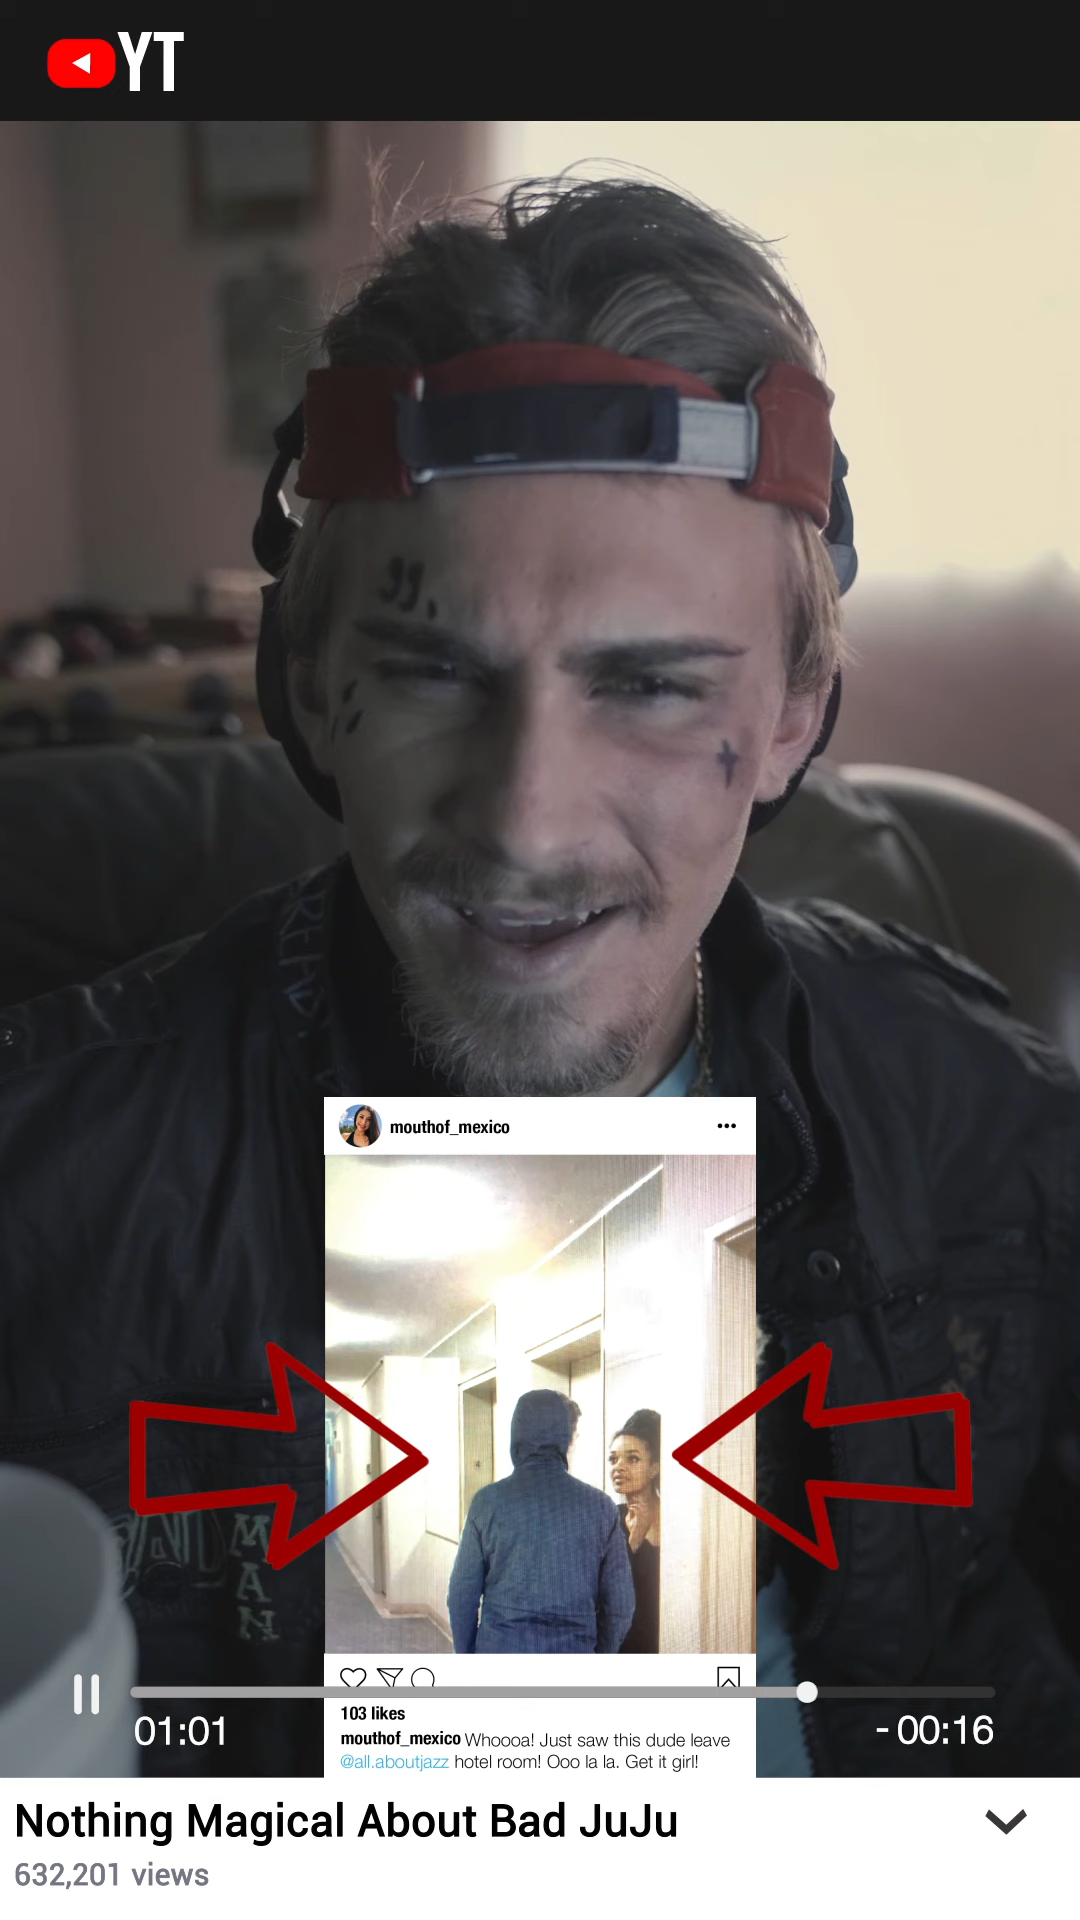 YT
mouthof_mexico
01:01
- 00:16
103 likes
mouthof_mexico Whoooa! Just saw this dude leave
@all.aboutjazz hotel room! Ooo la la. Get it girl!
MAN
Nothing Magical About Bad JuJu
632,201 views